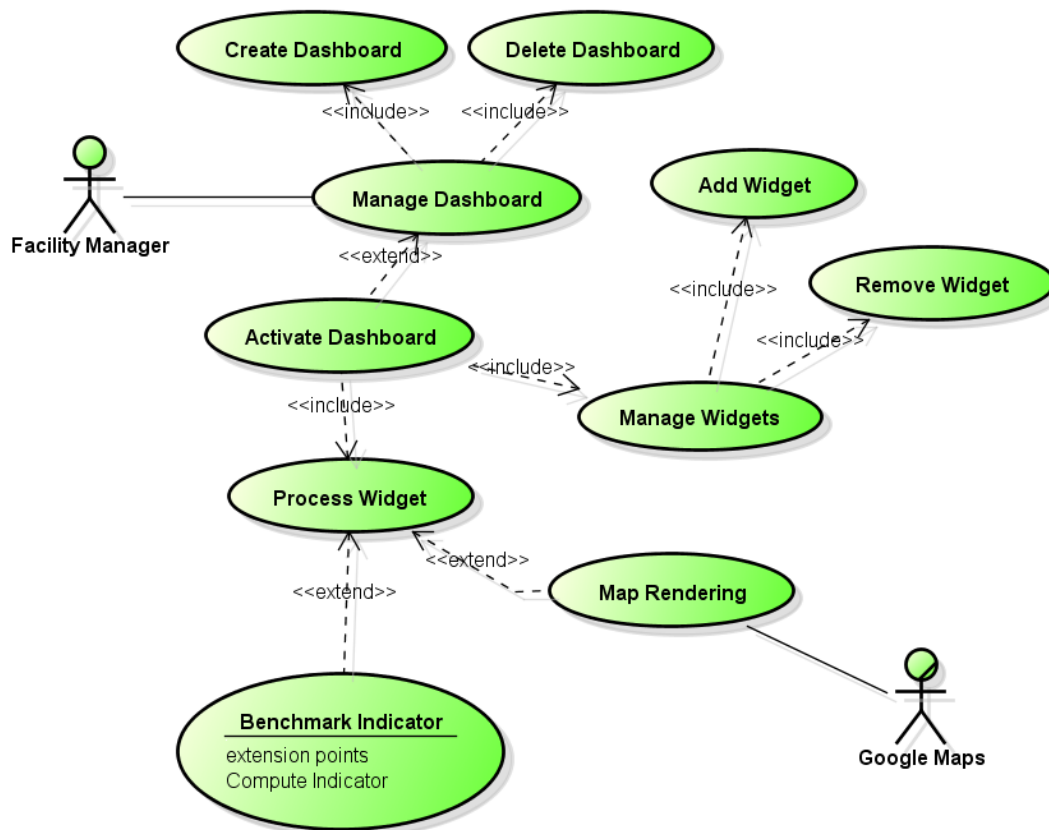 Create Dashboard
Delete Dashboard
<<include>>
<<include>>
Manage Dashboard
Add Widget
Facility Manager
<<extend>>
Activate Dashboard
<<include>>
Remove Widget
<<include>>
<<include>>
<<include>>
Manage Widgets
Process Widget
<<extend>>
<<extend>>
Map Rendering
Benchmark Indicator
extension points
Compute Indicator
Google Maps